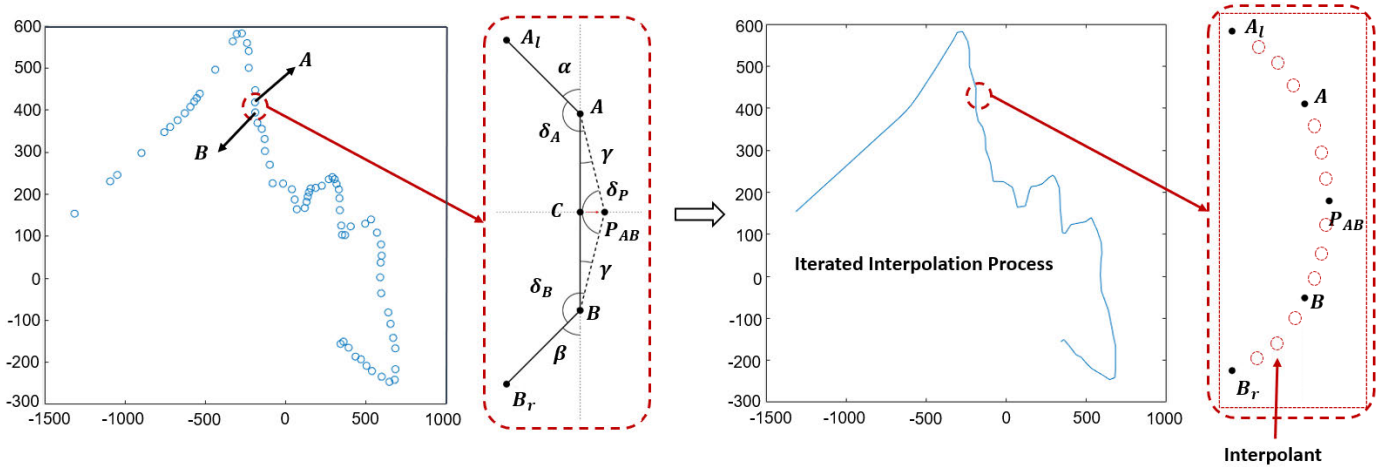 600
500
400
300
200
100
0
-100
-200
-300
-1500
-1000
-500
0
500
1000
A
B
A_l
α
A
δ_A
γ
δ_P
C
P_AB
γ
δ_B
B
β
B_r
600
500
400
300
200
100
0
-100
-200
-300
-1500
-1000
-500
0
500
1000
Iterated Interpolation Process
A_l
A
P_AB
B
B_r
Interpolant